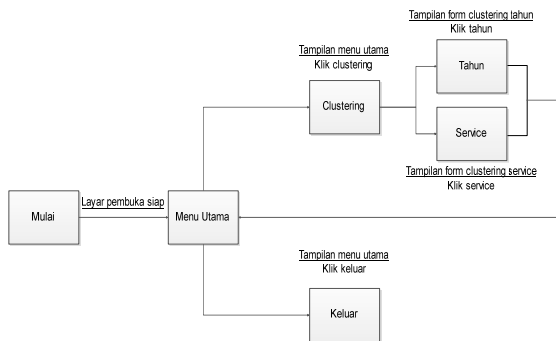 Tampilan form clustering tahun
Klik tahun
Tampilan menu utama
Klik clustering
Tahun
Clustering
Service
Tampilan form clustering service
Klik service
Layar pembuka siap
Mulai
Menu Utama
Tampilan menu utama
Klik keluar
Keluar